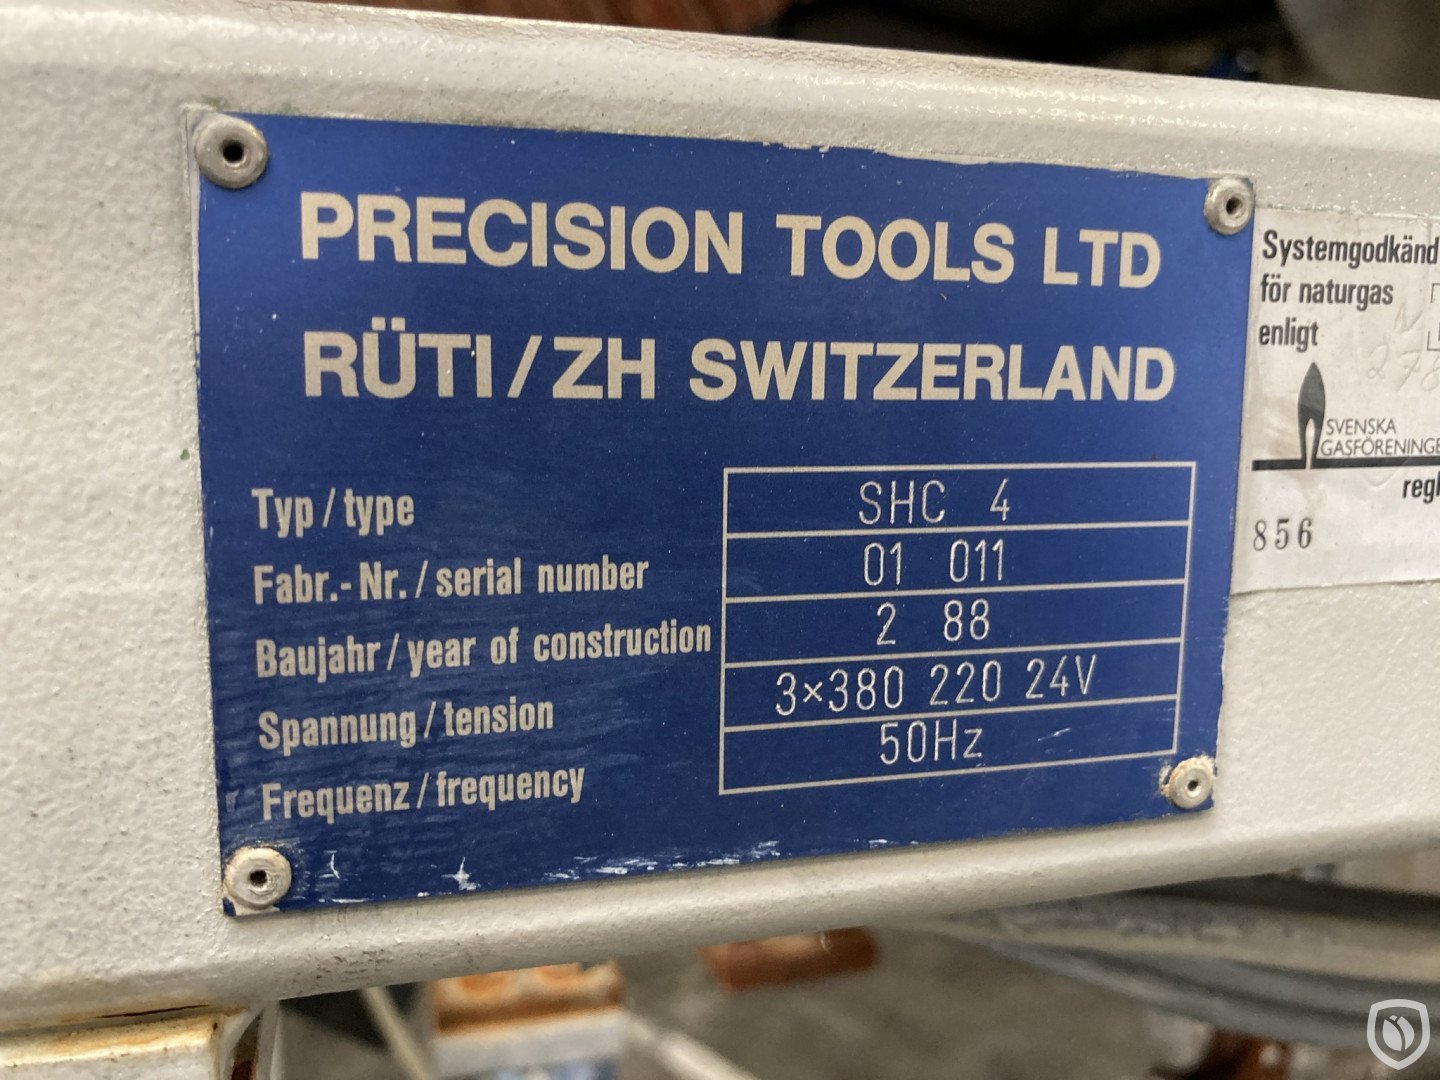 PRECISION TOOLS LTD
RÜTI/ZH SWITZERLAND
Typ/type SHC 4
Fabr.-Nr./serial number 01 011
Baujahr/year of construction 2 88
Spannung/tension 3×380 220 24V
Frequenz/frequency 50Hz
Systemgodkänd
för naturgas
enligt
SVENSKA
GASFÖRENINGE
regl
856